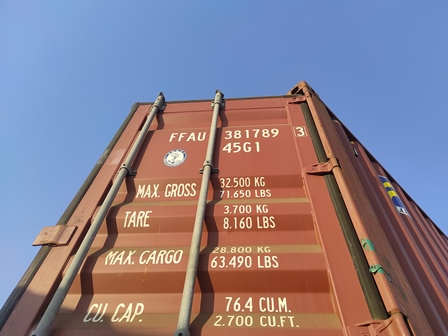 FFAU 381789 3
45G1
MAX. GROSS 32.500 KG
71.650 LBS
TARE 3.700 KG
8.160 LBS
MAX. CARGO 28.800 KG
63.490 LBS
CU. CAP. 76.4 CU.M.
2.700 CU.FT.